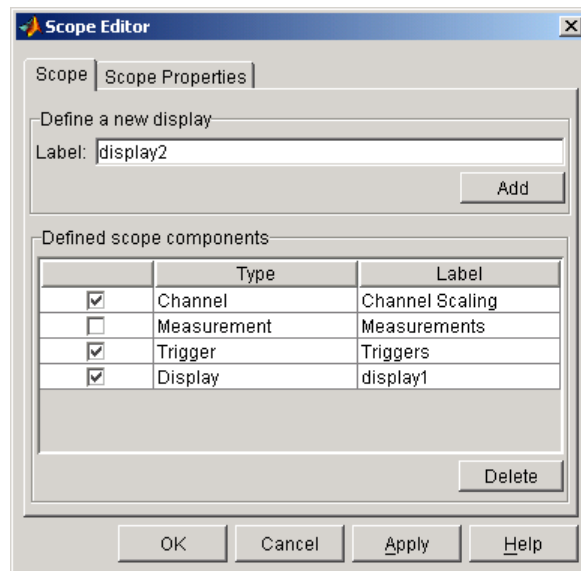 Scope Editor
Scope Scope Properties
Define a new display
Label: display2
Add
Defined scope components
Type Label
Channel Channel Scaling
Measurement Measurements
Trigger Triggers
Display display1
Delete
OK Cancel Apply Help